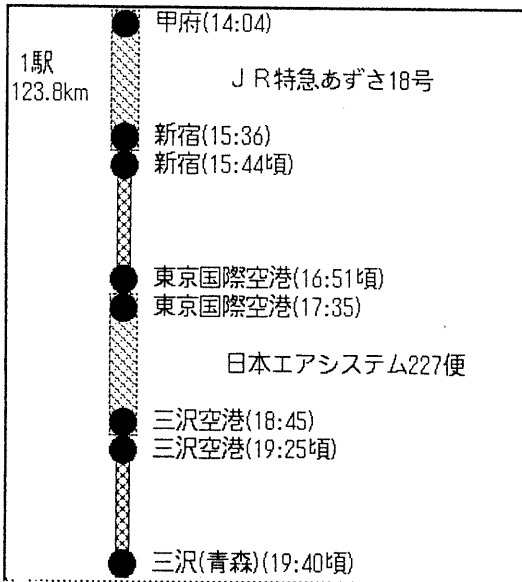 甲府(14:04)
1駅
123.8km
JR特急あずさ18号
新宿(15:36)
新宿(15:44頃)
東京国際空港(16:51頃)
東京国際空港(17:35)
日本エアシステム227便
三沢空港(18:45)
三沢空港(19:25頃)
三沢(青森)(19:40頃)